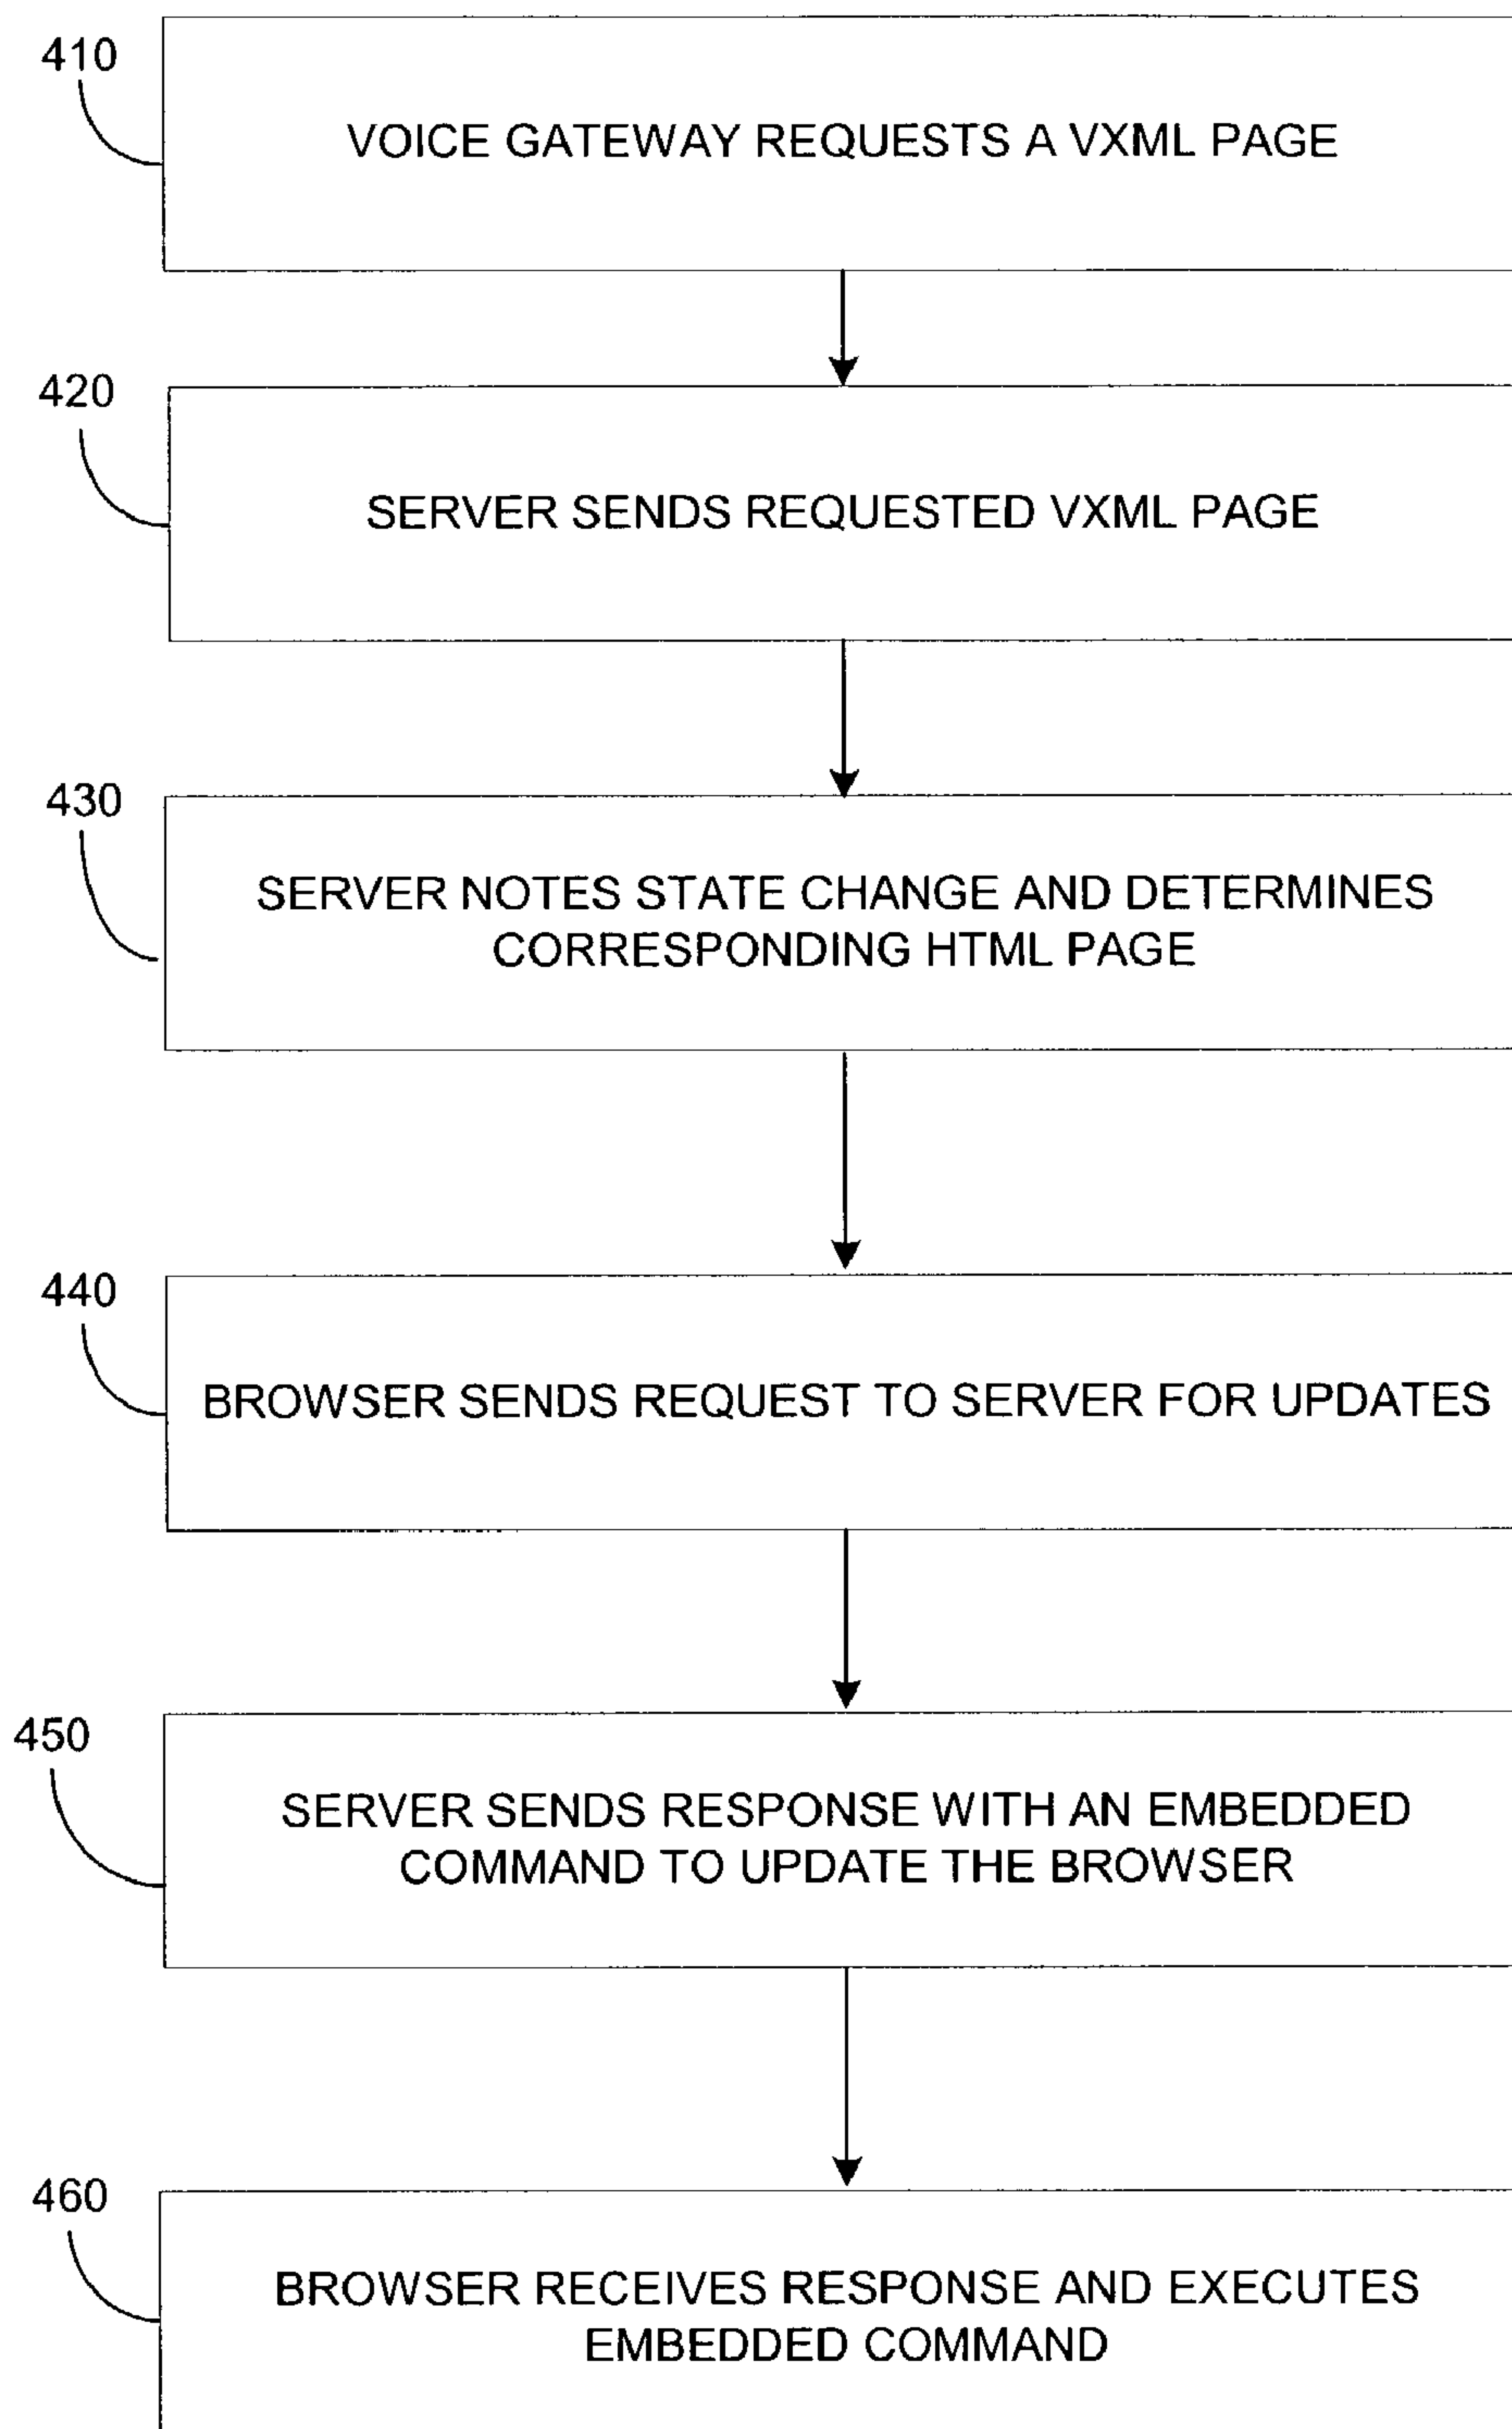 410
VOICE GATEWAY REQUESTS A VXML PAGE
420
SERVER SENDS REQUESTED VXML PAGE
430
SERVER NOTES STATE CHANGE AND DETERMINES
CORRESPONDING HTML PAGE
440
BROWSER SENDS REQUEST TO SERVER FOR UPDATES
450
SERVER SENDS RESPONSE WITH AN EMBEDDED
COMMAND TO UPDATE THE BROWSER
460
BROWSER RECEIVES RESPONSE AND EXECUTES
EMBEDDED COMMAND